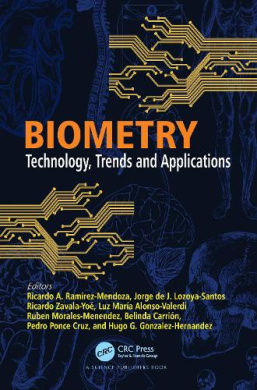 BIOMETRY
Technology, Trends and Applications
Editors
Ricardo A. Ramirez-Mendoza, Jorge de J. Lozoya-Santos
Ricardo Zavala-Yoé, Luz María Alonso-Valerdi
Ruben Morales-Menendez, Belinda Carrión,
Pedro Ponce Cruz, and Hugo G. Gonzalez-Hernandez
CRC
CRC Press
Taylor & Francis Group
A SCIENCE PUBLISHERS BOOK